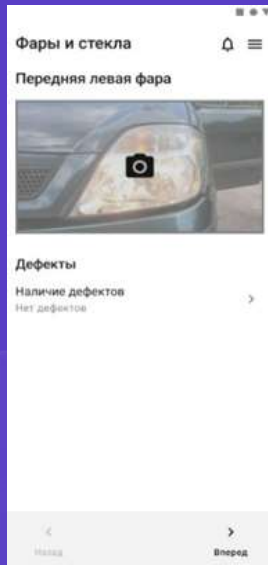 Фары и стекла
Передняя левая фара
Дефекты
Наличие дефектов
Нет дефектов
Назад
Вперед